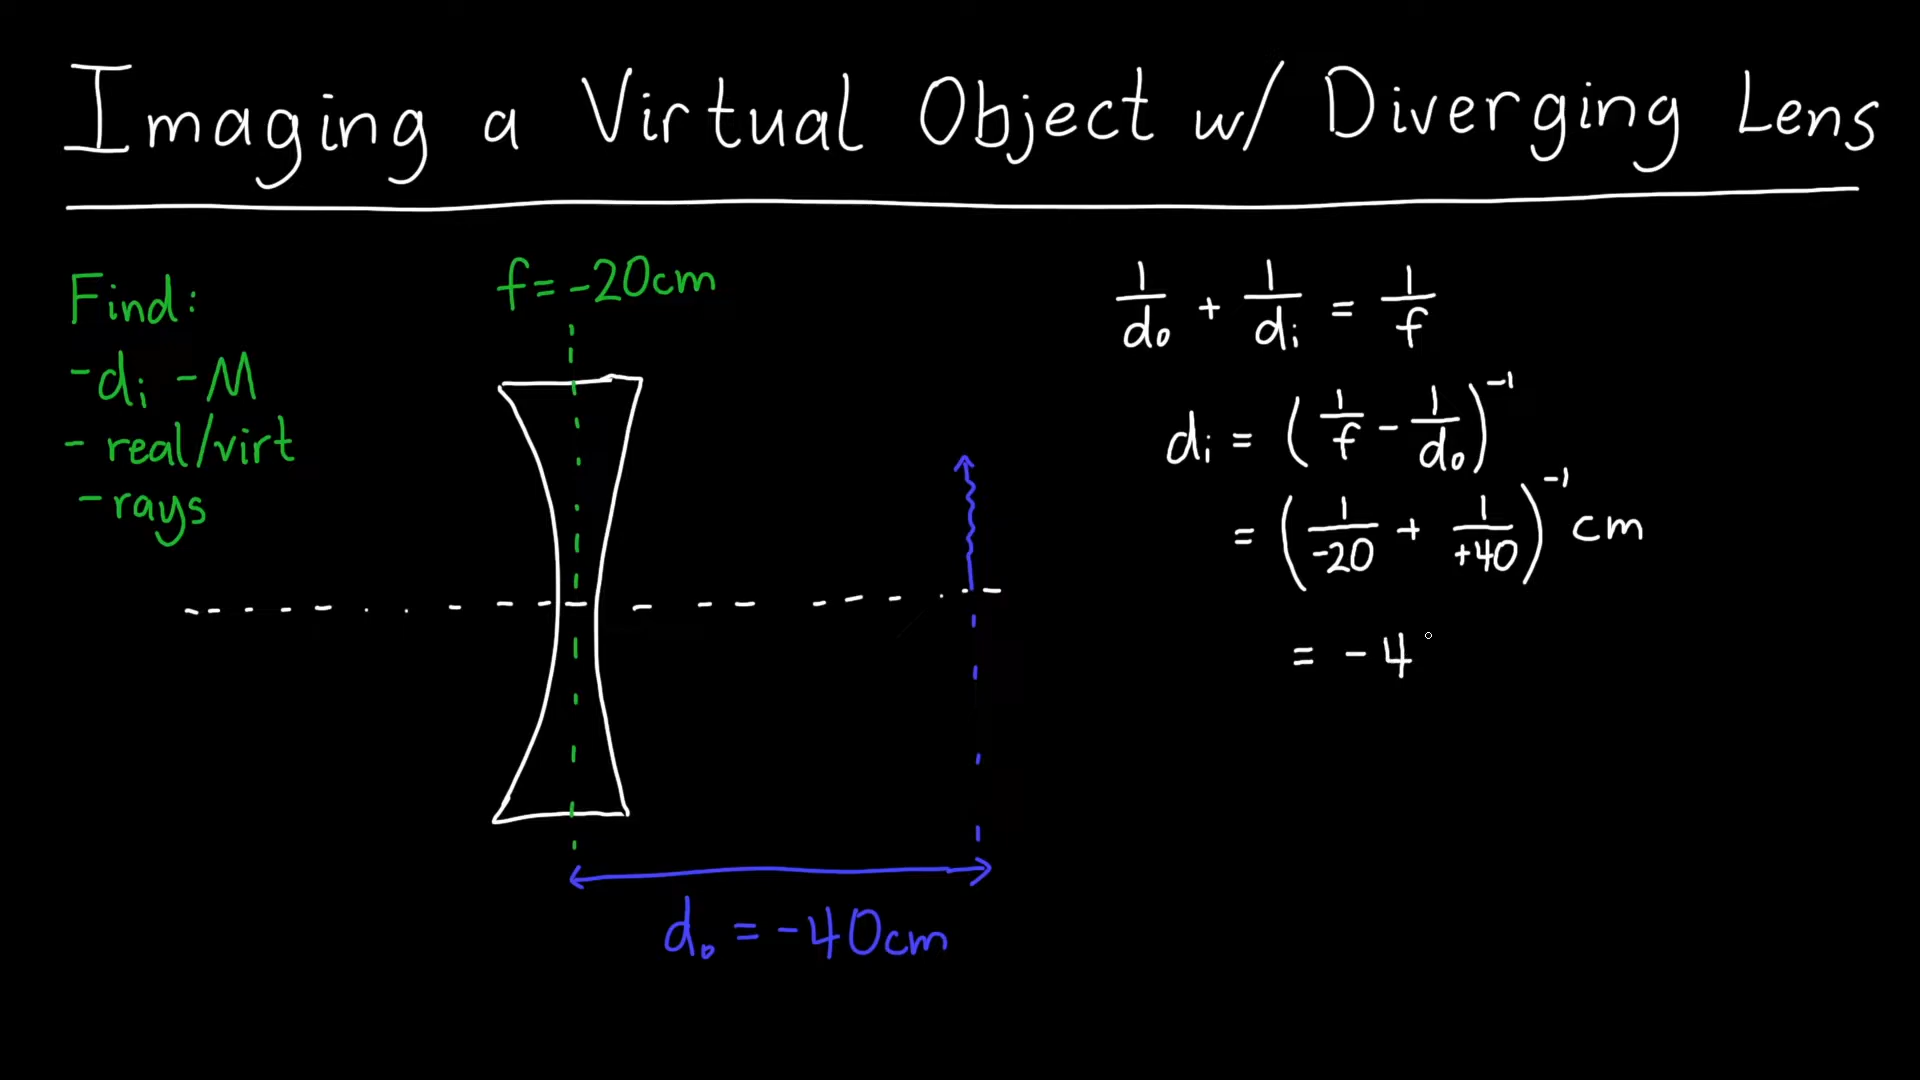 Imaging a Virtual Object w/ Diverging Lens
Find:
- di - M
- real/virt
- rays
f = -20cm
do = -40cm
1/do + 1/di = 1/f
di = (1/f - 1/do)^-1
= (1/-20 + 1/+40)^-1 cm
= -4